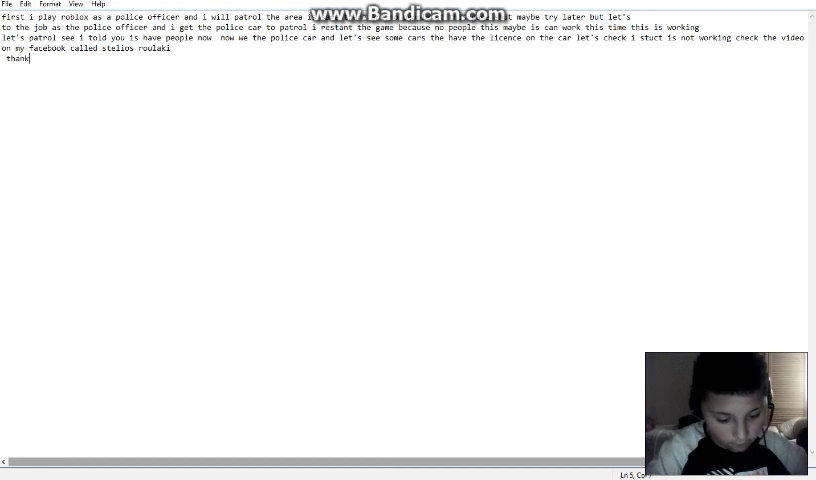 File Edit Format View Help
www.Bandicam.com
first i play roblox as a police officer and i will patrol the area maybe try later but let's
to the job as the police officer and i get the police car to patrol i restant the game because no people this maybe is can work this time this is working
let's patrol see i told you is have people now now we the police car and let's see some cars the have the licence on the car let's check i stuct is not working check the video
on my facebook called stelios roulaki
thank
Ln 5,